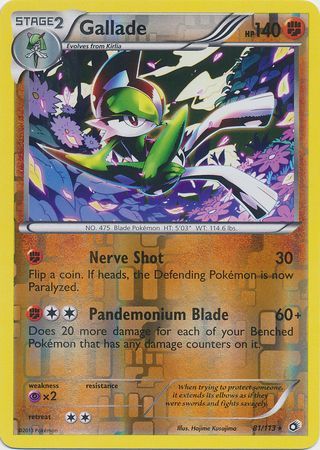 STAGE2
Gallade
HP140
Evolves from Kirlia
NO. 475 Blade Pokémon HT: 5'03" WT: 114.6 lbs.
Nerve Shot 30
Flip a coin. If heads, the Defending Pokémon is now
Paralyzed.
Pandemonium Blade 60+
Does 20 more damage for each of your Benched
Pokémon that has any damage counters on it.
weakness
resistance
×2
retreat
When trying to protect someone,
it extends its elbows as if they
were swords and fights savagely.
©2013 Pokémon
Illus. Hajime Kusajima
81/113